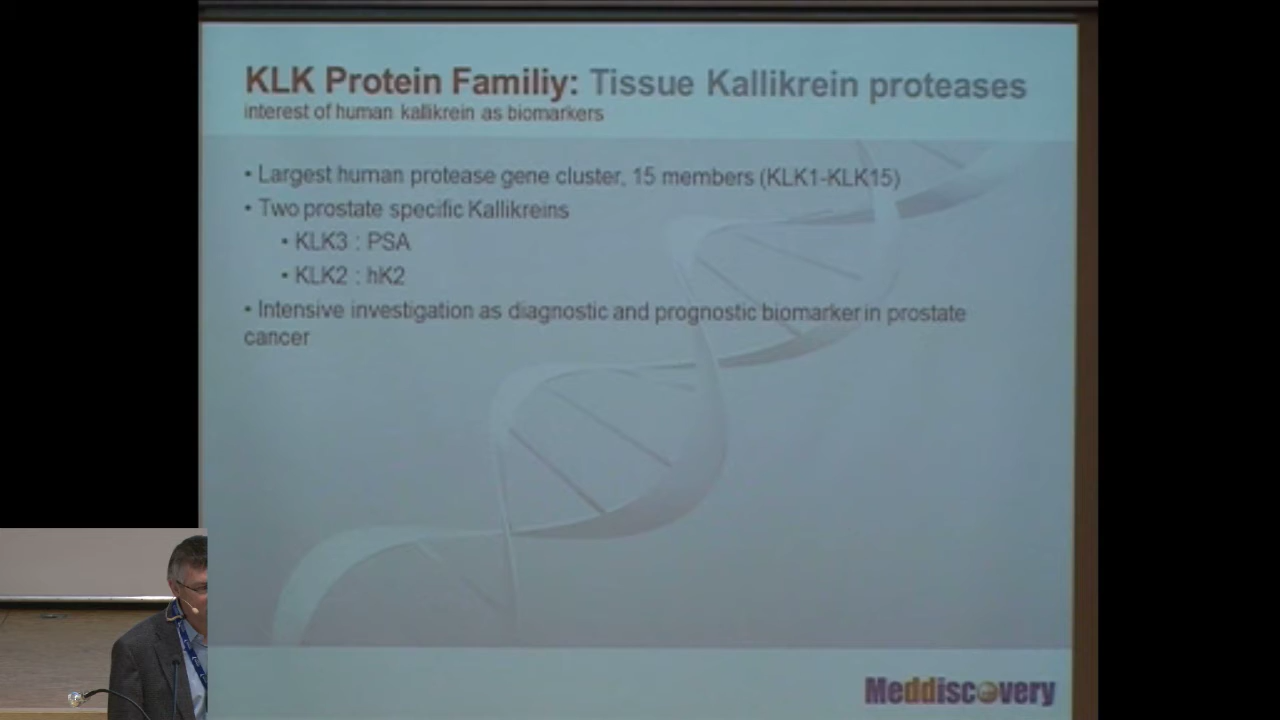 KLK Protein Familiy: Tissue Kallikrein proteases
interest of human kallikrein as biomarkers
• Largest human protease gene cluster, 15 members (KLK1-KLK15)
• Two prostate specific Kallikreins
• KLK3 : PSA
• KLK2 : hK2
• Intensive investigation as diagnostic and prognostic biomarker in prostate
cancer
Meddiscovery